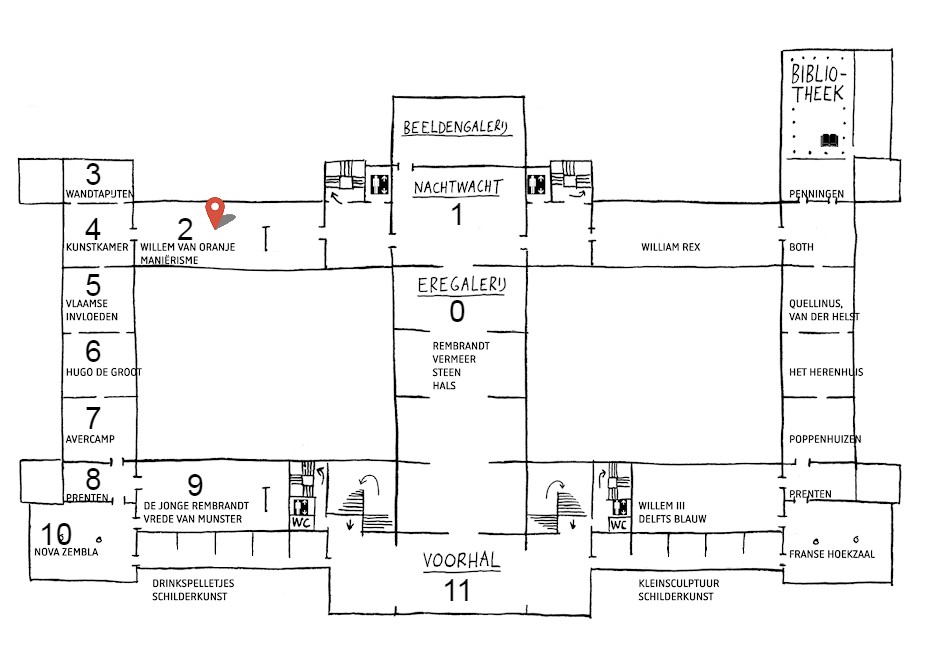 BIBLIO-
THEEK
BEELDENGALERIJ
3
WANDTAPIJTEN
NACHTWACHT
1
PENNINGEN
4
KUNSTKAMER
2
WILLEM VAN ORANJE
MANIËRISME
WILLIAM REX
BOTH
5
VLAAMSE
INVLOEDEN
EREGALERIJ
0
QUELLINUS,
VAN DER HELST
6
HUGO DE GROOT
REMBRANDT
VERMEER
STEEN
HALS
HET HERENHUIS
7
AVERCAMP
POPPENHUIZEN
8
PRENTEN
9
DE JONGE REMBRANDT
VREDE VAN MUNSTER
WC
WC
WILLEM III
DELFTS BLAUW
PRENTEN
10
NOVA ZEMBLA
VOORHAL
11
FRANSE HOEKZAAL
DRINKSPELLETJES
SCHILDERKUNST
KLEINSCULPTUUR
SCHILDERKUNST